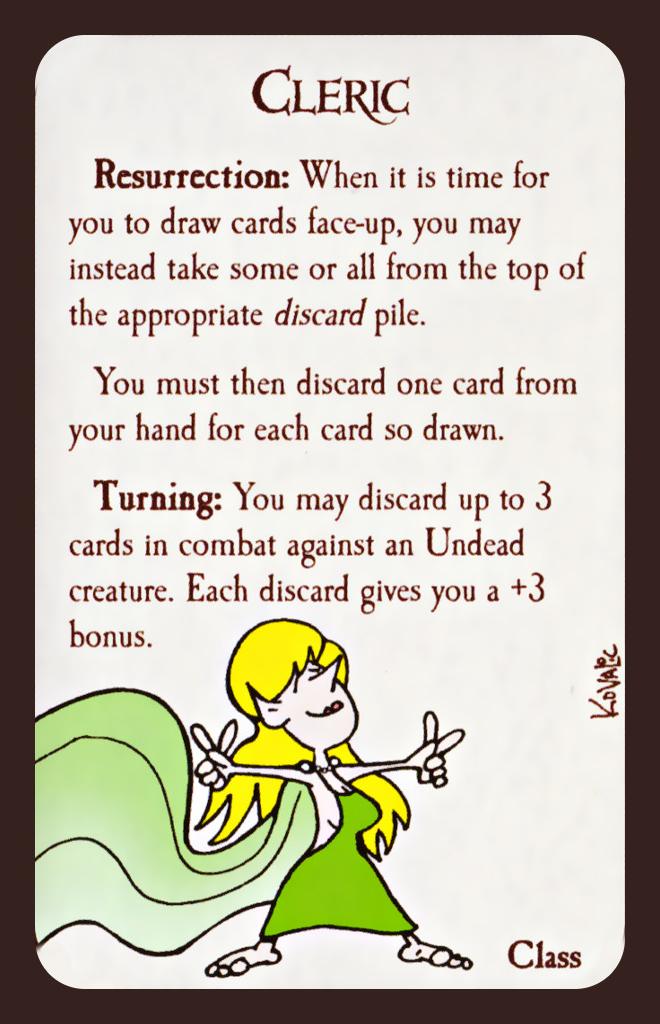 CLERIC
Resurrection: When it is time for
you to draw cards face-up, you may
instead take some or all from the top of
the appropriate discard pile.
You must then discard one card from
your hand for each card so drawn.
Turning: You may discard up to 3
cards in combat against an Undead
creature. Each discard gives you a +3
bonus.
KOVALIC
Class